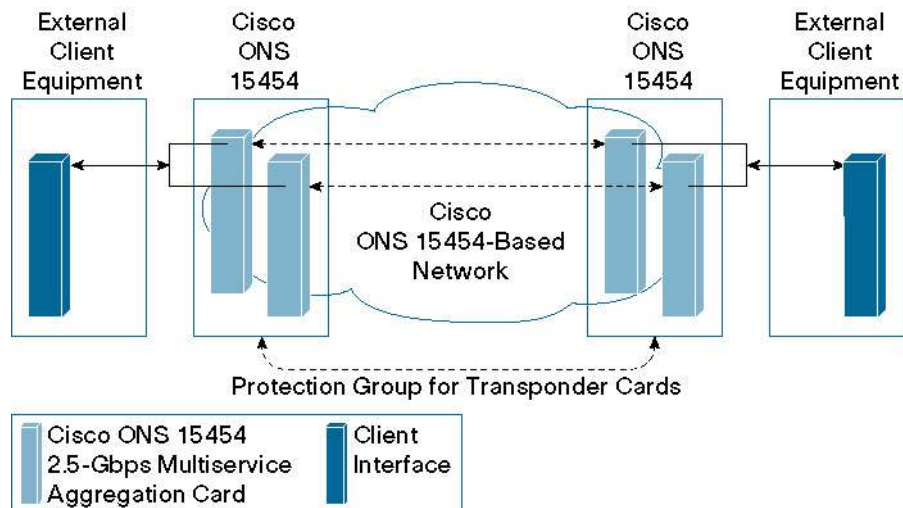 External
Client
Equipment
Cisco
ONS
15454
Cisco
ONS
15454
External
Client
Equipment
Cisco
ONS 15454-Based
Network
Protection Group for Transponder Cards
Cisco ONS 15454
2.5-Gbps Multiservice
Aggregation Card
Client
Interface